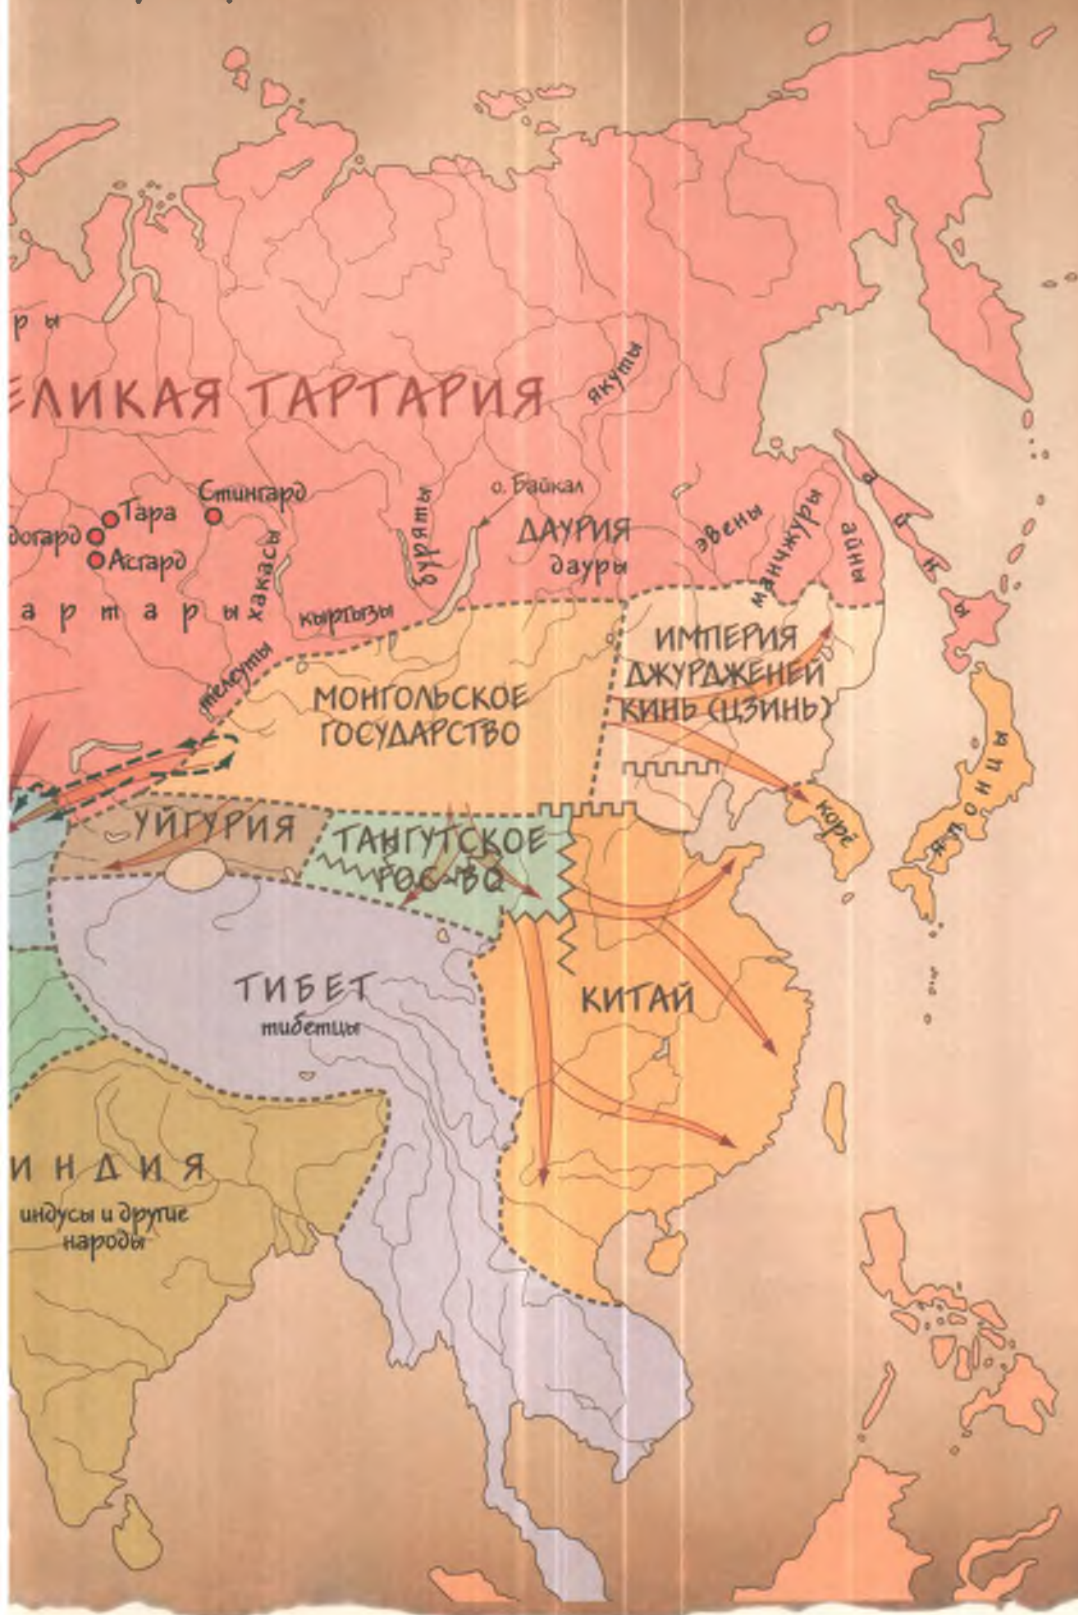 ры
ЕЛИКАЯ ТАРТАРИЯ
якуты
Стингард
Тара
догард
Асгард
о. Байкал
ДАУРИЯ
дауры
буряты
хакасы
эвены
манчжуры
айны
айны
артары
кыргызы
телеуты
МОНГОЛЬСКОЕ
ГОСУДАРСТВО
ИМПЕРИЯ
ДЖУРДЖЕНЕЙ
КИНЬ (ЦЗИНЬ)
УЙГУРИЯ
ТАНГУТСКОЕ
ГОС-ВО
корё
японцы
ТИБЕТ
тибетцы
КИТАЙ
ИНДИЯ
индусы и другие
народы